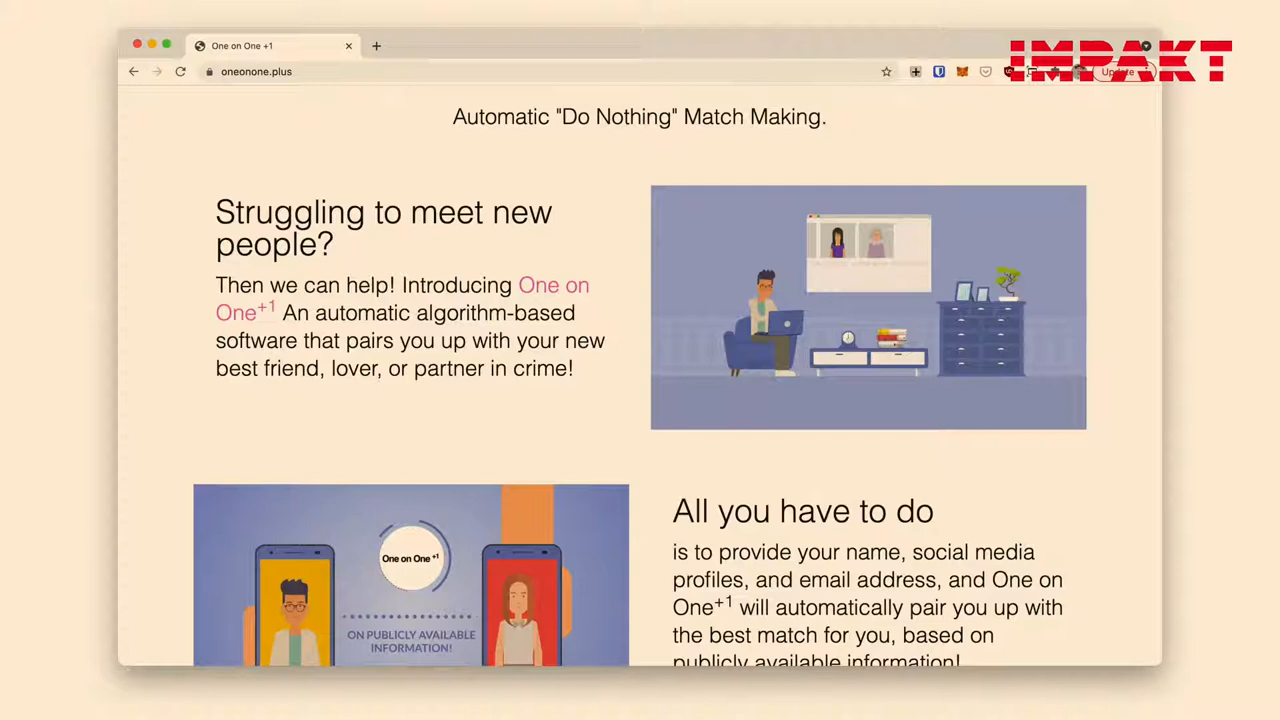 One on One +1
IMPAKT
oneonone.plus
Update
Automatic "Do Nothing" Match Making.
Struggling to meet new
people?
Then we can help! Introducing One on
One+1 An automatic algorithm-based
software that pairs you up with your new
best friend, lover, or partner in crime!
One on One +1
ON PUBLICLY AVAILABLE
INFORMATION!
All you have to do
is to provide your name, social media
profiles, and email address, and One on
One+1 will automatically pair you up with
the best match for you, based on
publicly available information!